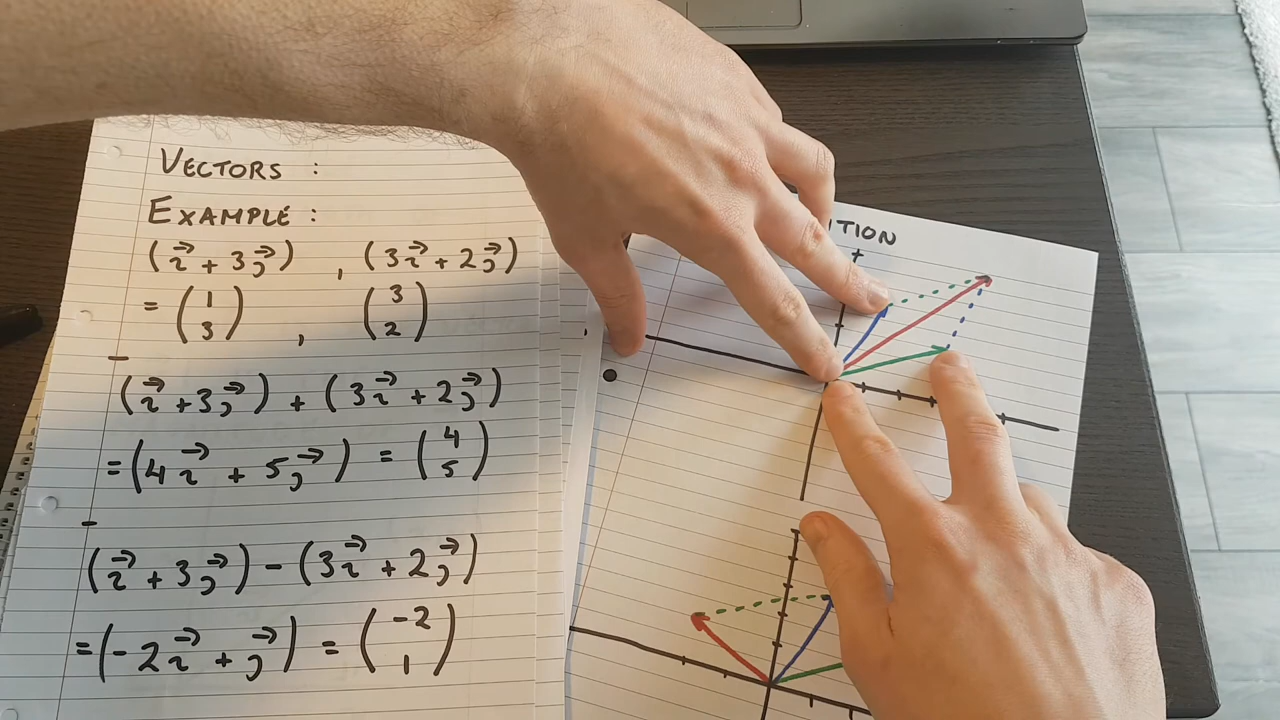 VECTORS :
EXAMPLE :
(i⃗ + 3j⃗) , (3i⃗ + 2j⃗)
= (1 3) , (3 2)
(i⃗ + 3j⃗) + (3i⃗ + 2j⃗)
= (4i⃗ + 5j⃗) = (4 5)
(i⃗ + 3j⃗) - (3i⃗ + 2j⃗)
= (-2i⃗ + j⃗) = (-2 1)
ITION